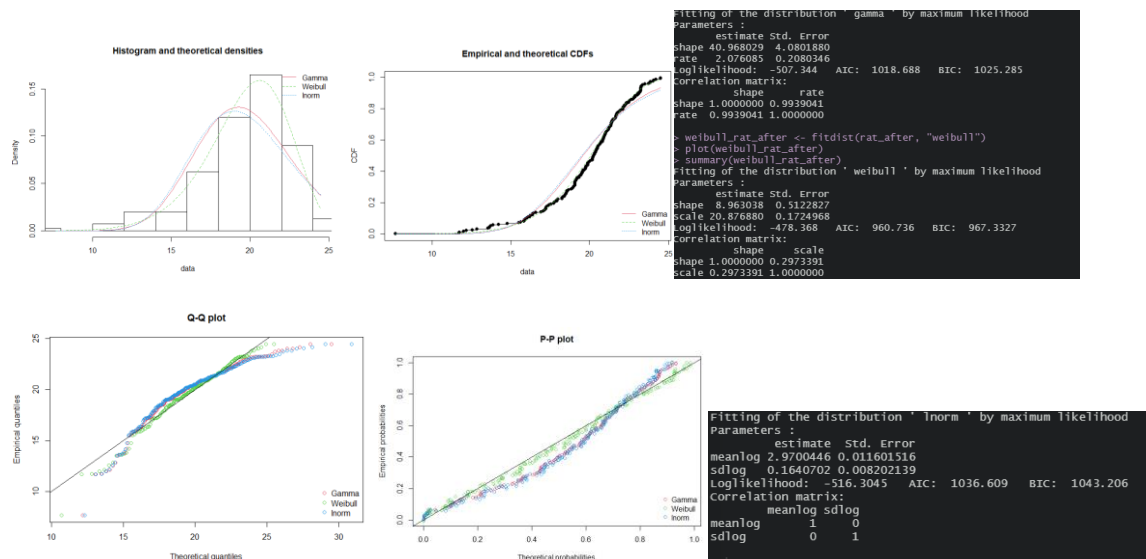 Histogram and theoretical densities
Gamma
Weibull
lnorm
Density
0.00
0.05
0.10
0.15
10
15
20
25
data
Empirical and theoretical CDFs
CDF
0.0
0.2
0.4
0.6
0.8
1.0
Gamma
Weibull
lnorm
10
15
20
25
data
Fitting of the distribution ' gamma ' by maximum likelihood
Parameters :
estimate Std. Error
shape 40.968029 4.0801880
rate 2.076085 0.2080346
Loglikelihood: -507.344 AIC: 1018.688 BIC: 1025.285
Correlation matrix:
shape rate
shape 1.0000000 0.9939041
rate 0.9939041 1.0000000
> weibull_rat_after <- fitdist(rat_after, "weibull")
> plot(weibull_rat_after)
> summary(weibull_rat_after)
Fitting of the distribution ' weibull ' by maximum likelihood
Parameters :
estimate Std. Error
shape 8.963038 0.5122827
scale 20.876880 0.1724968
Loglikelihood: -478.368 AIC: 960.736 BIC: 967.3327
Correlation matrix:
shape scale
shape 1.0000000 0.2973391
scale 0.2973391 1.0000000
Q-Q plot
Empirical quantiles
10
15
20
25
Gamma
Weibull
lnorm
10
15
20
25
30
Theoretical quantiles
P-P plot
Empirical probabilities
0.0
0.2
0.4
0.6
0.8
1.0
Gamma
Weibull
lnorm
0.0
0.2
0.4
0.6
0.8
1.0
Theoretical probabilities
Fitting of the distribution ' lnorm ' by maximum likelihood
Parameters :
estimate Std. Error
meanlog 2.9700446 0.011601516
sdlog 0.1640702 0.008202139
Loglikelihood: -516.3045 AIC: 1036.609 BIC: 1043.206
Correlation matrix:
meanlog sdlog
meanlog 1 0
sdlog 0 1